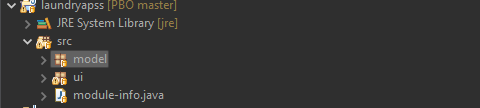 laundryapss [PBO master]
JRE System Library [jre]
src
model
ui
module-info.java